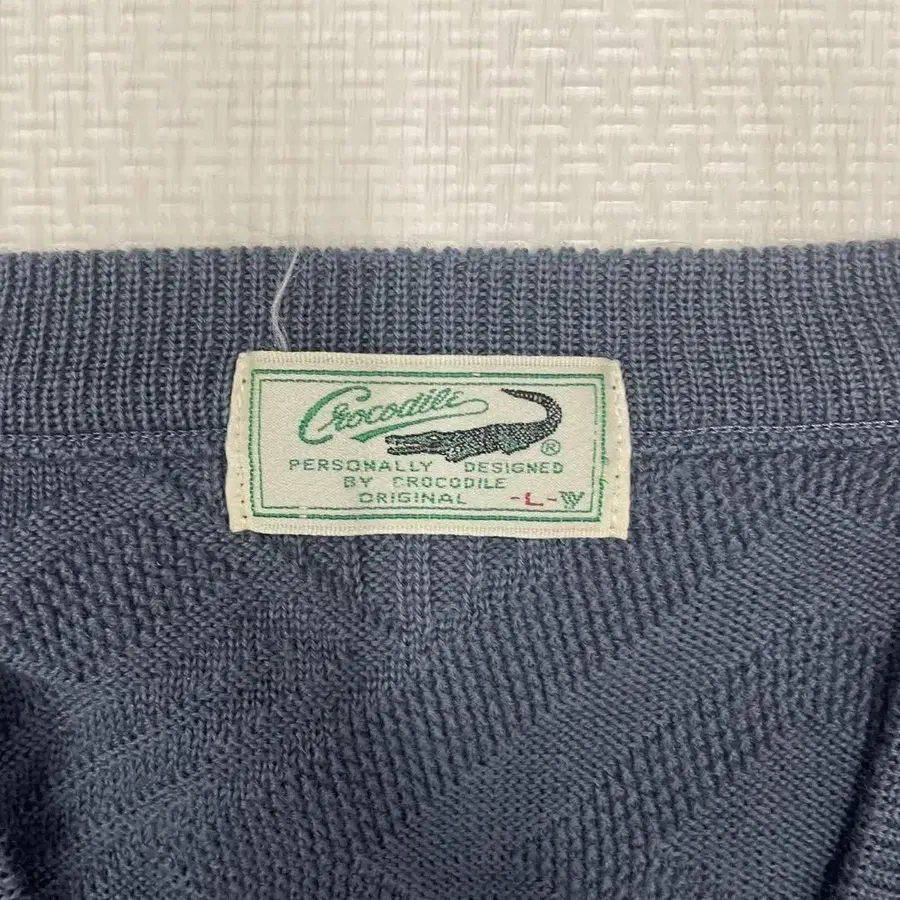 Crocodile
®
PERSONALLY DESIGNED
BY CROCODILE
ORIGINAL -L-